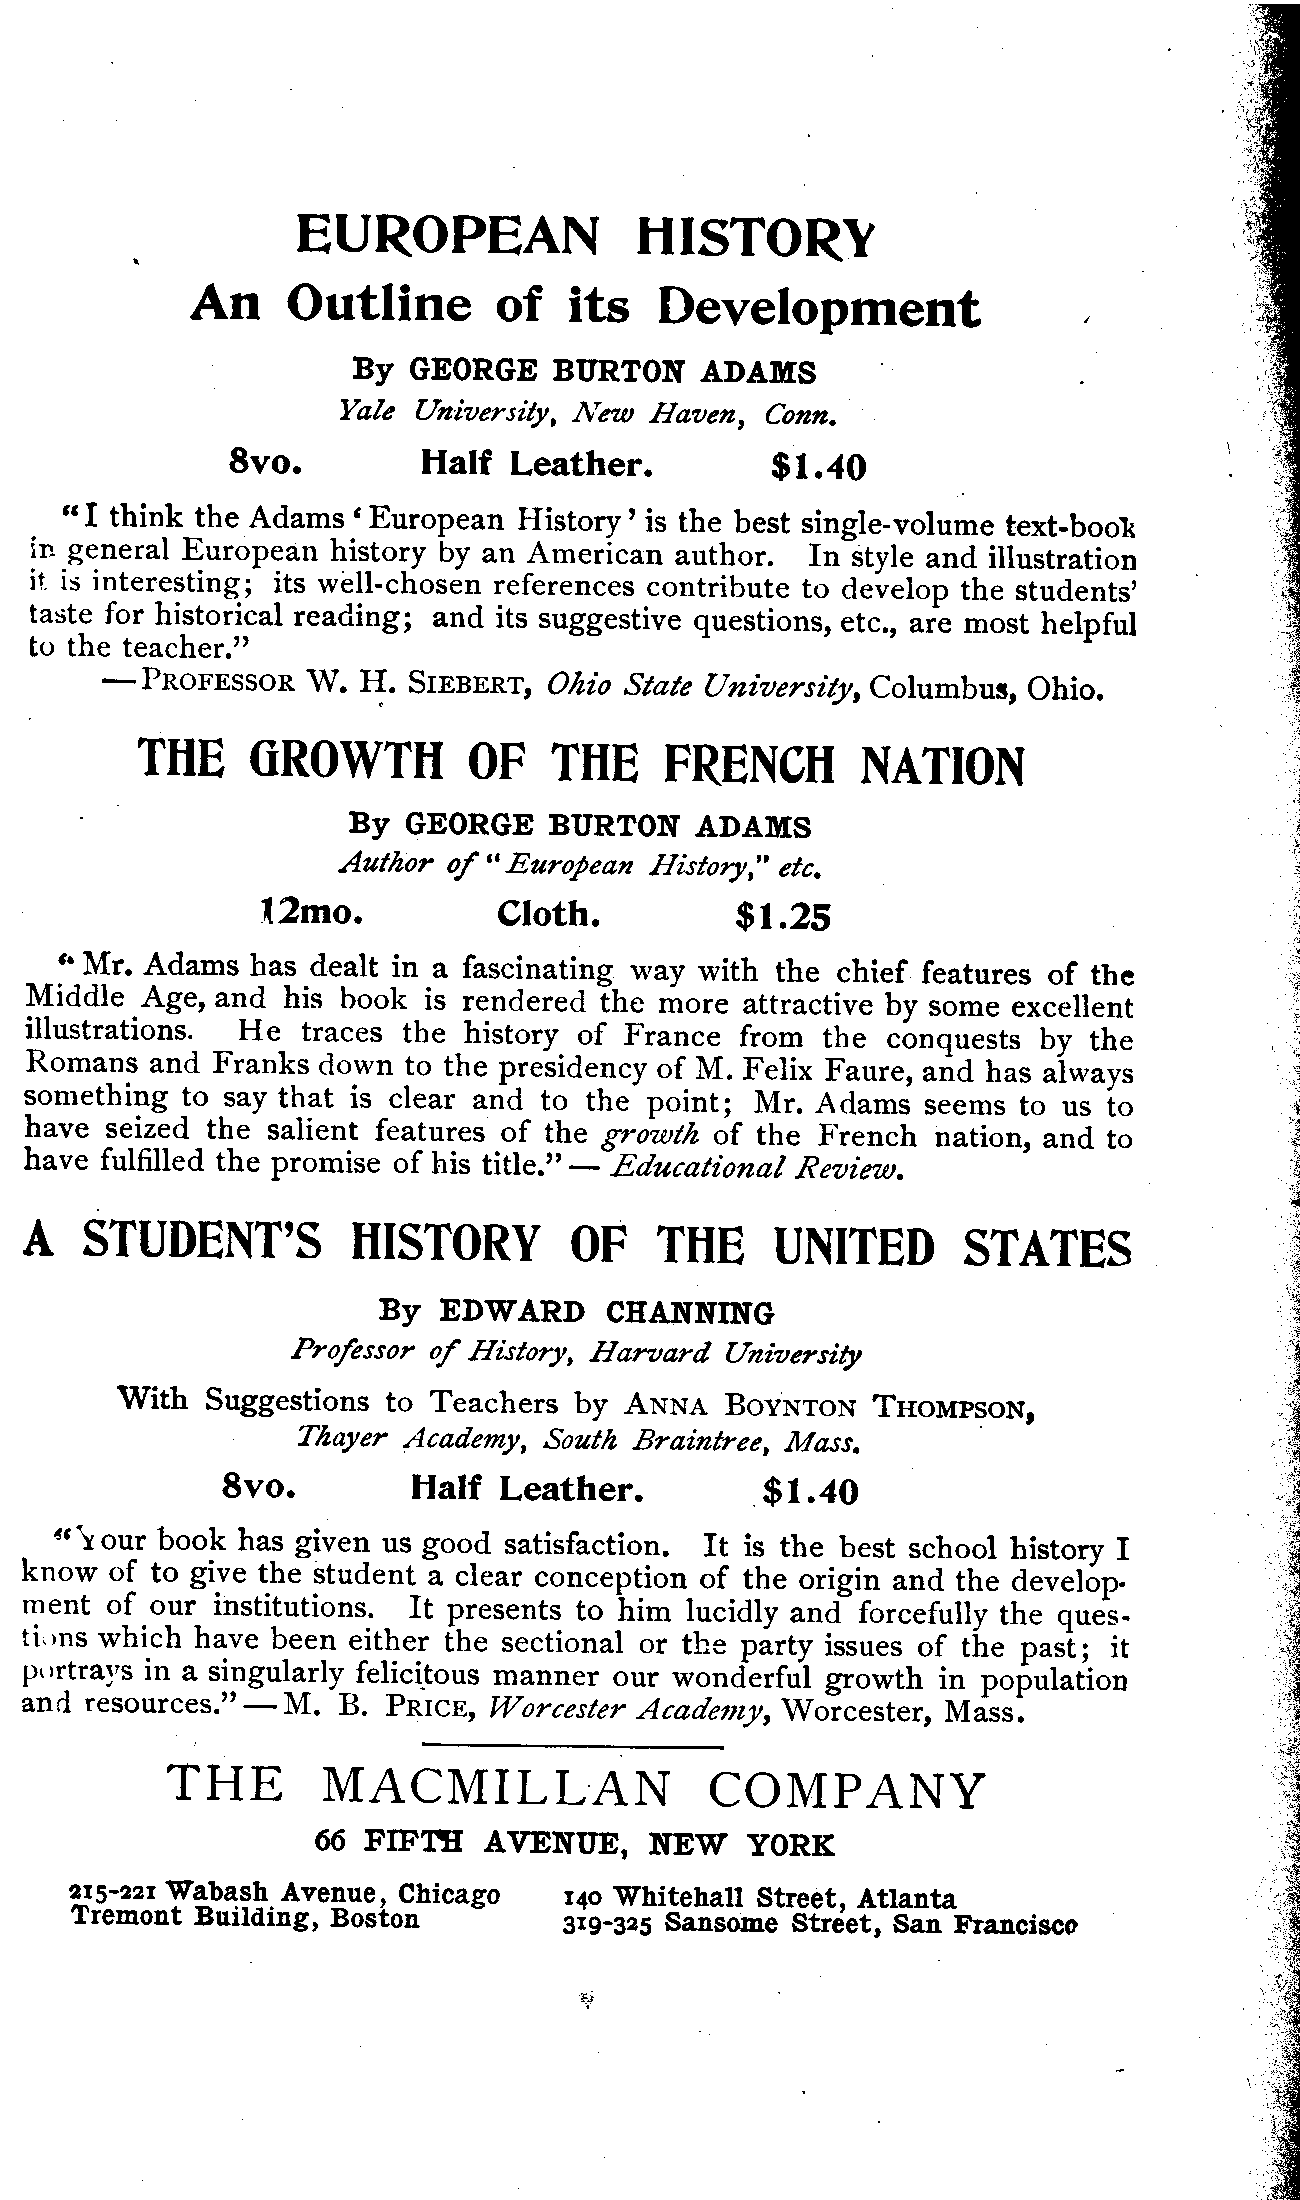 EUROPEAN HISTORY
An Outline of its Development
By GEORGE BURTON ADAMS
Yale University, New Haven, Conn.
8vo. Half Leather. $1.40
"I think the Adams 'European History' is the best single-volume text-book
in general European history by an American author. In style and illustration
it is interesting; its well-chosen references contribute to develop the students'
taste for historical reading; and its suggestive questions, etc., are most helpful
to the teacher."
—PROFESSOR W. H. SIEBERT, Ohio State University, Columbus, Ohio.
THE GROWTH OF THE FRENCH NATION
By GEORGE BURTON ADAMS
Author of "European History," etc.
12mo. Cloth. $1.25
"Mr. Adams has dealt in a fascinating way with the chief features of the
Middle Age, and his book is rendered the more attractive by some excellent
illustrations. He traces the history of France from the conquests by the
Romans and Franks down to the presidency of M. Felix Faure, and has always
something to say that is clear and to the point; Mr. Adams seems to us to
have seized the salient features of the growth of the French nation, and to
have fulfilled the promise of his title."— Educational Review.
A STUDENT'S HISTORY OF THE UNITED STATES
By EDWARD CHANNING
Professor of History, Harvard University
With Suggestions to Teachers by ANNA BOYNTON THOMPSON,
Thayer Academy, South Braintree, Mass.
8vo. Half Leather. $1.40
"Your book has given us good satisfaction. It is the best school history I
know of to give the student a clear conception of the origin and the develop-
ment of our institutions. It presents to him lucidly and forcefully the ques-
tions which have been either the sectional or the party issues of the past; it
portrays in a singularly felicitous manner our wonderful growth in population
and resources."—M. B. PRICE, Worcester Academy, Worcester, Mass.
THE MACMILLAN COMPANY
66 FIFTH AVENUE, NEW YORK
215-221 Wabash Avenue, Chicago 140 Whitehall Street, Atlanta
Tremont Building, Boston 319-325 Sansome Street, San Francisco